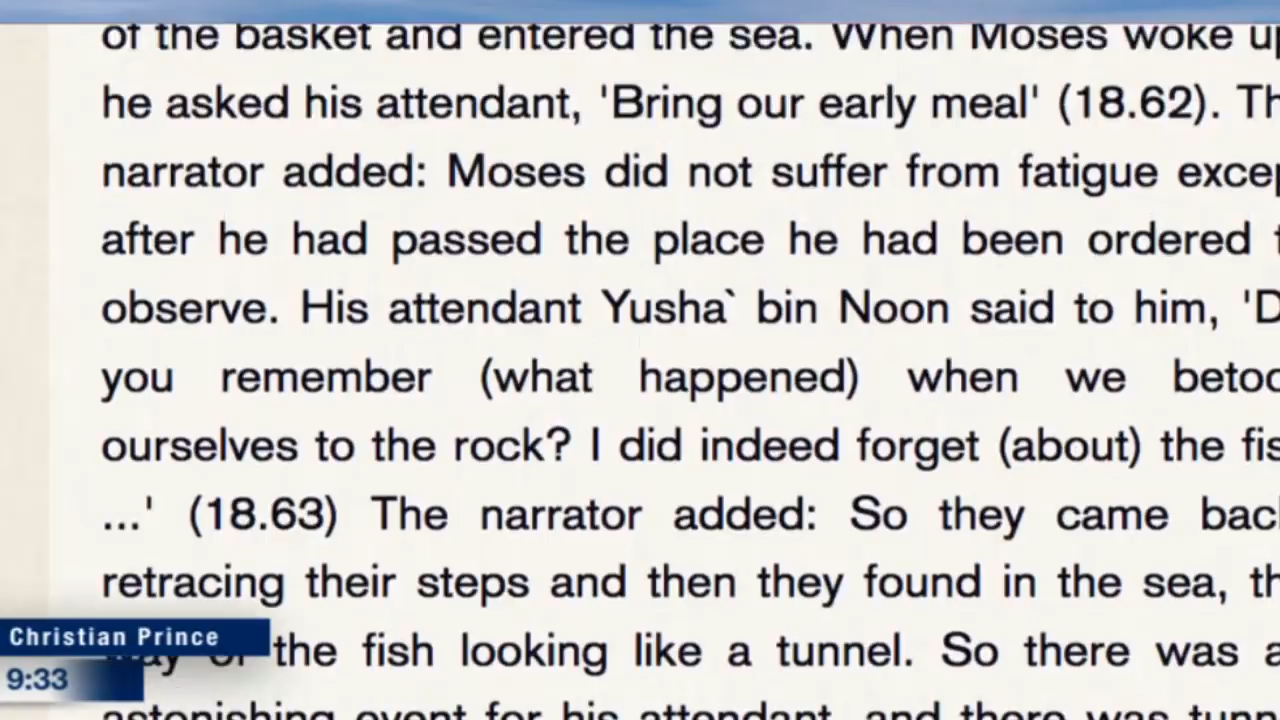 of the basket and entered the sea. When Moses woke up
he asked his attendant, 'Bring our early meal' (18.62). Th
narrator added: Moses did not suffer from fatigue excep
after he had passed the place he had been ordered t
observe. His attendant Yusha` bin Noon said to him, 'D
you remember (what happened) when we betoo
ourselves to the rock? I did indeed forget (about) the fis
...' (18.63) The narrator added: So they came back
retracing their steps and then they found in the sea, th
way of the fish looking like a tunnel. So there was a
astonishing event for his attendant, and there was tunn
Christian Prince
9:33